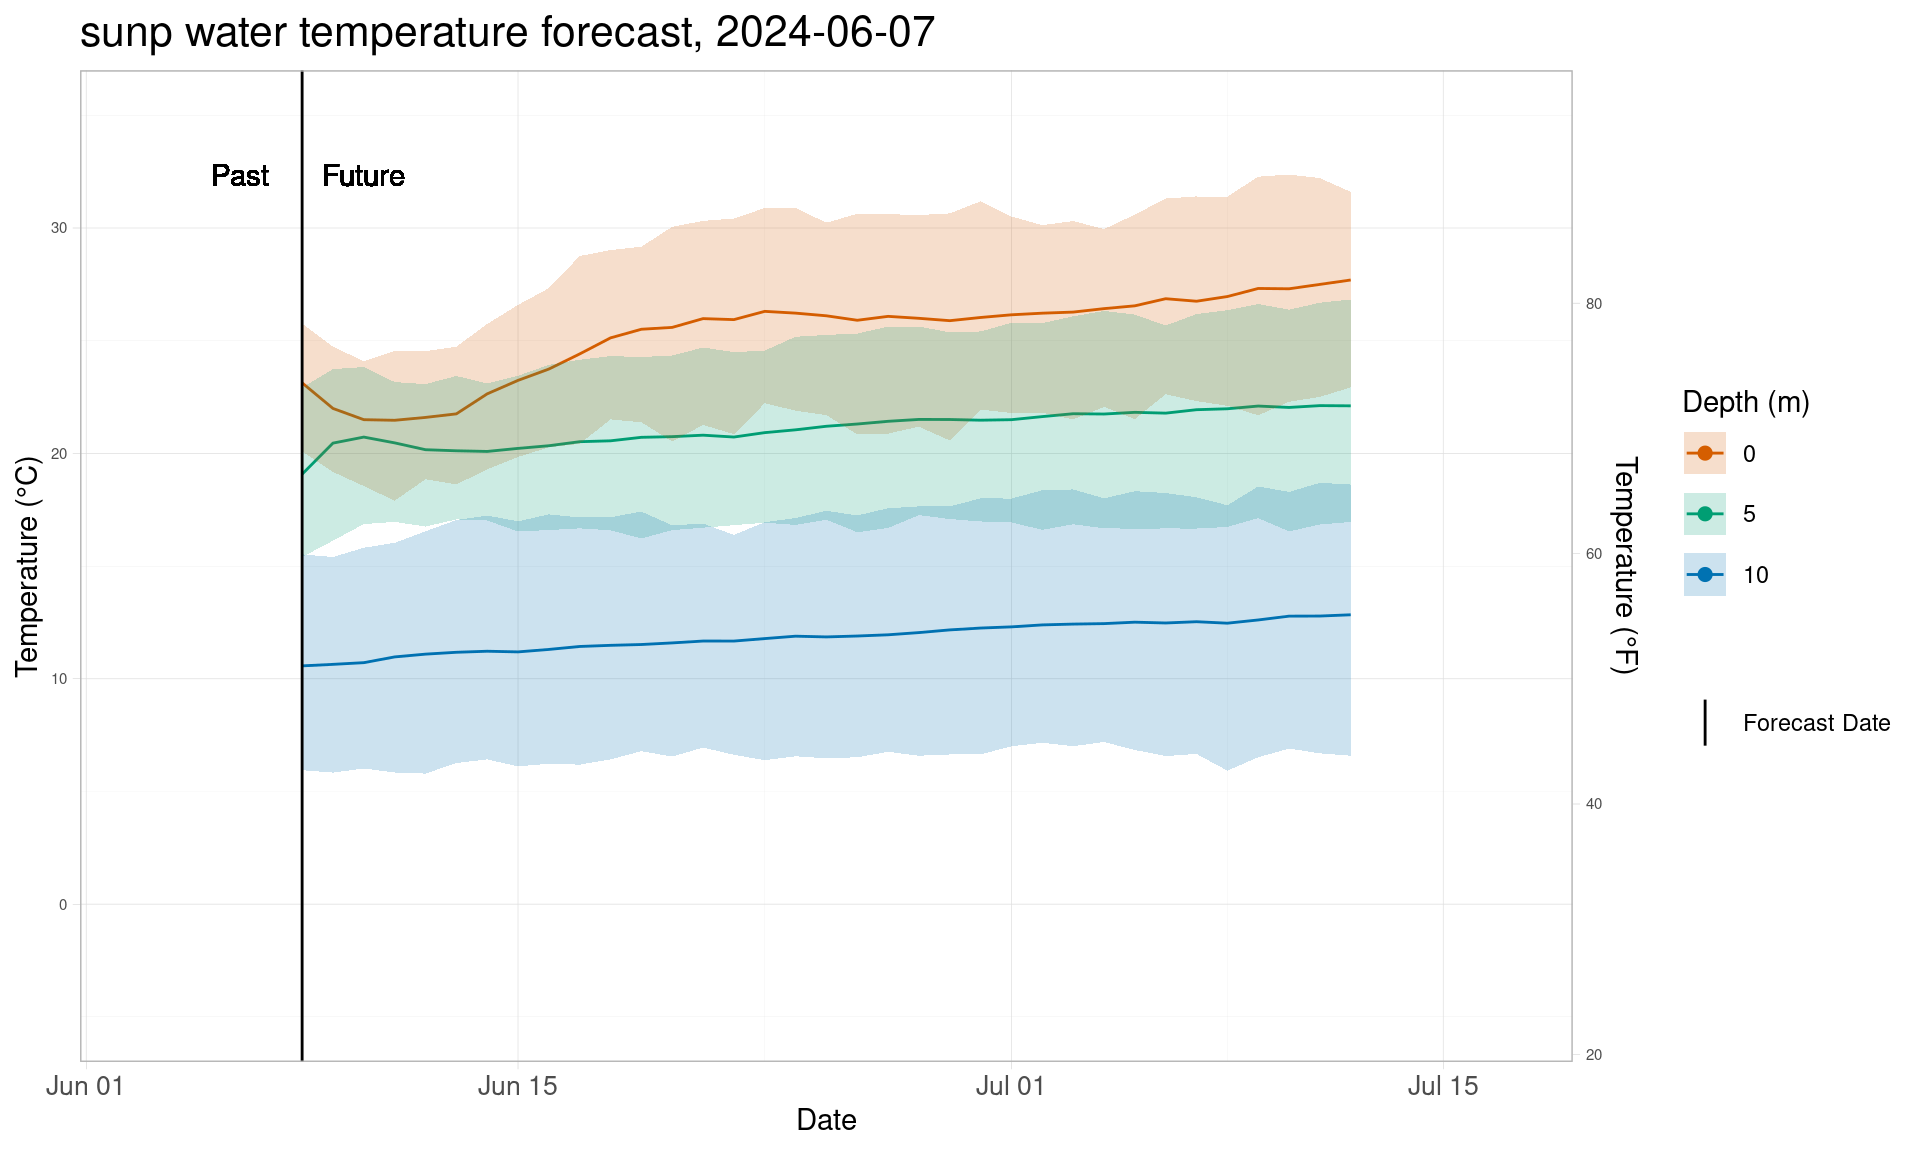 sunp water temperature forecast, 2024-06-07
Past
Future
30
20
10
0
Temperature (°C)
80
60
40
20
Temperature (°F)
Jun 01
Jun 15
Jul 01
Jul 15
Date
Depth (m)
0
5
10
Forecast Date